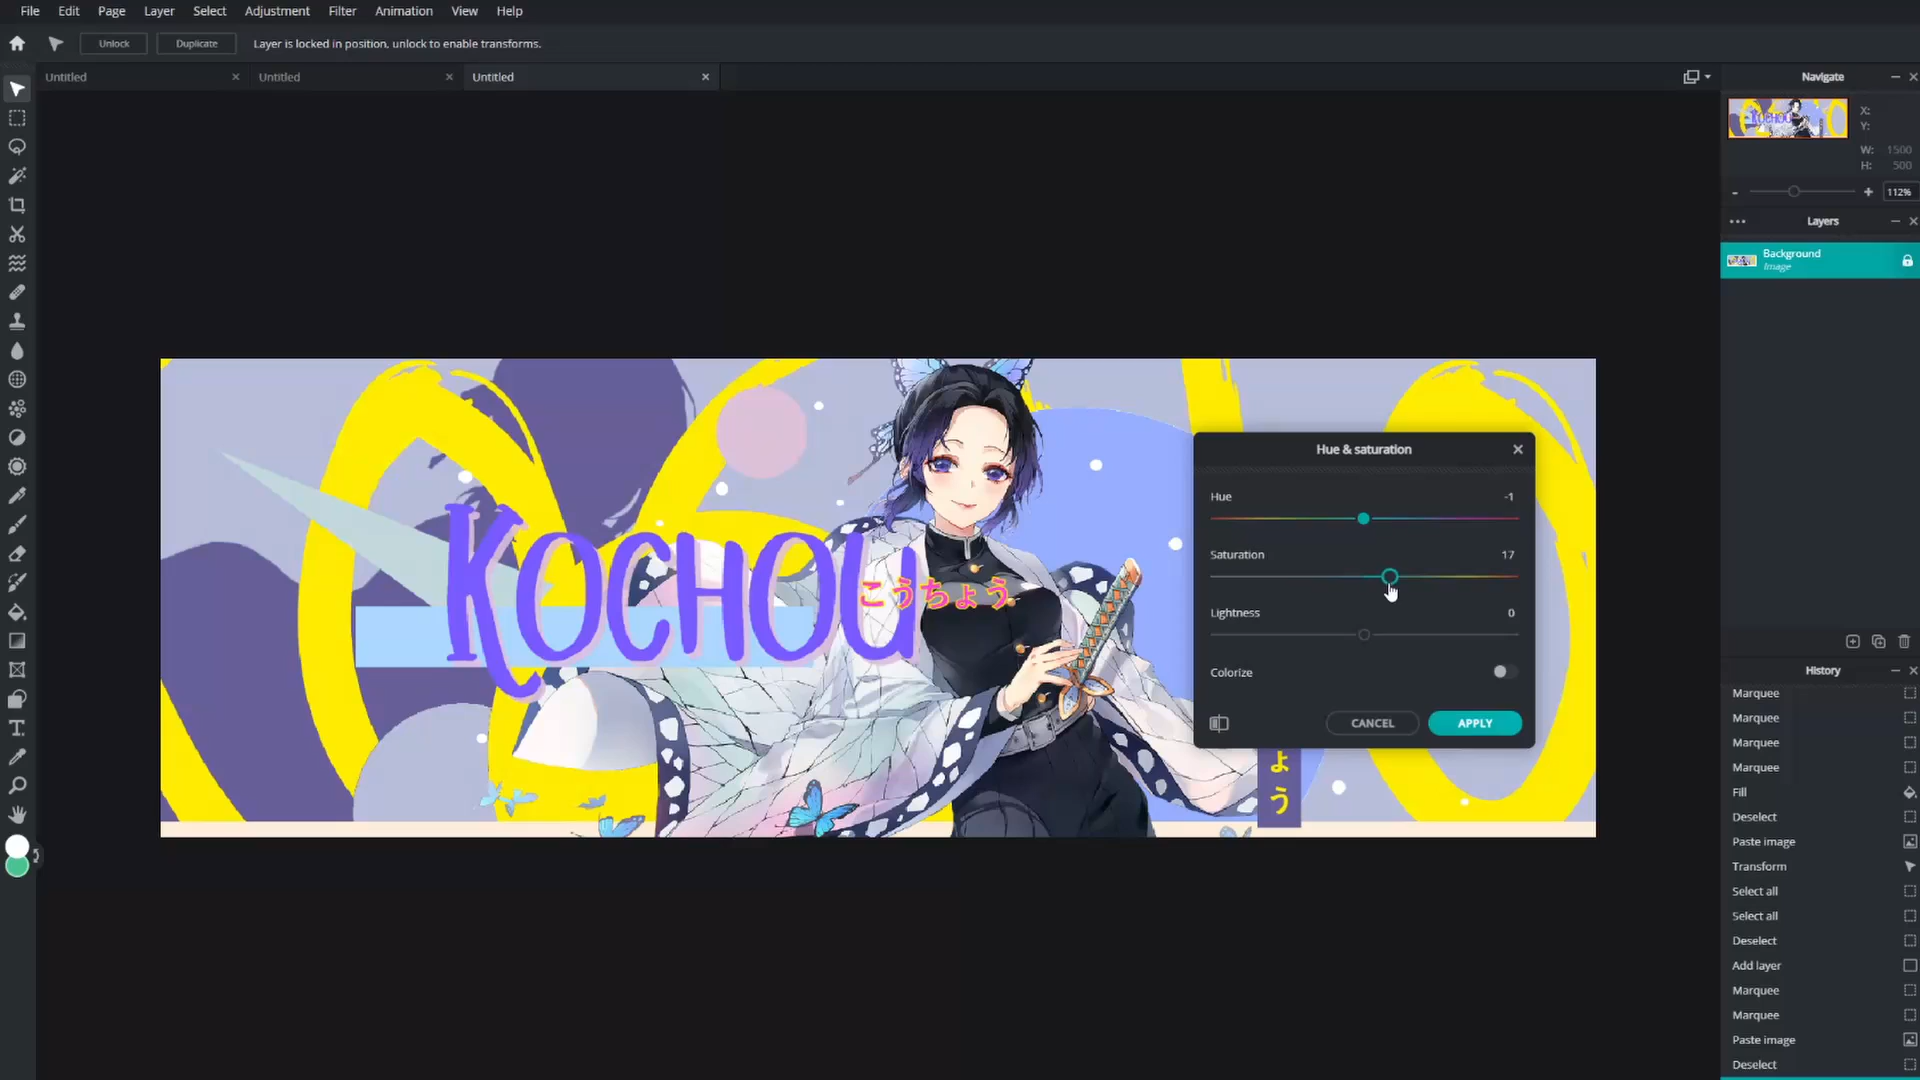 File Edit Page Layer Select Adjustment Filter Animation View Help
Unlock Duplicate Layer is locked in position, unlock to enable transforms.
Untitled Untitled Untitled
Navigate
X:
Y:
W: 1500
H: 500
112%
Layers
Background
Image
KOCHOU
こうちょう
ょ
う
Hue & saturation
Hue -1
Saturation 17
Lightness 0
Colorize
CANCEL APPLY
History
Marquee
Marquee
Marquee
Marquee
Fill
Deselect
Paste image
Transform
Select all
Select all
Deselect
Add layer
Marquee
Marquee
Paste image
Deselect